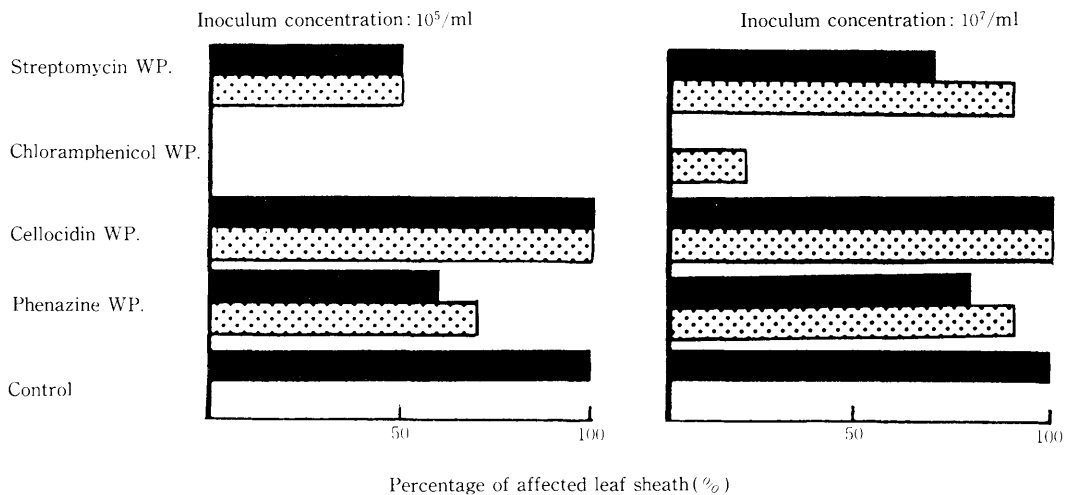 Inoculum concentration: 10⁵/ml
Inoculum concentration: 10⁷/ml
Streptomycin WP.
Chloramphenicol WP.
Cellocidin WP.
Phenazine WP.
Control
50
100
50
100
Percentage of affected leaf sheath (%)